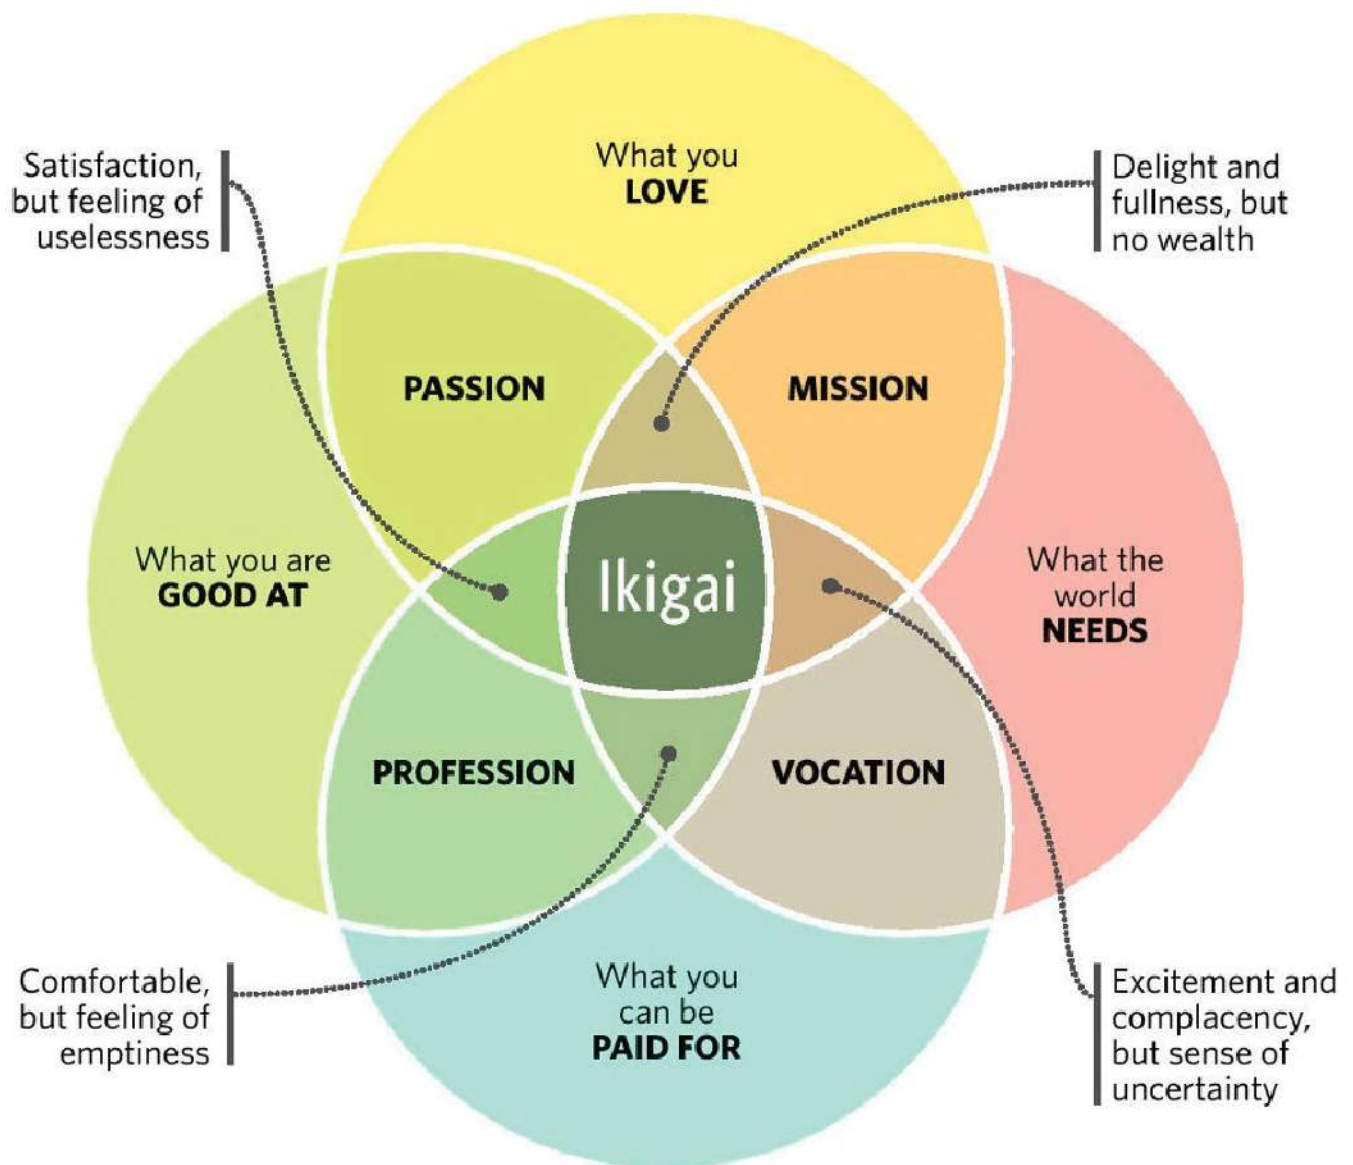 What you
LOVE
Satisfaction,
but feeling of
uselessness
Delight and
fullness, but
no wealth
PASSION
MISSION
What you are
GOOD AT
Ikigai
What the
world
NEEDS
PROFESSION
VOCATION
Comfortable,
but feeling of
emptiness
What you
can be
PAID FOR
Excitement and
complacency,
but sense of
uncertainty